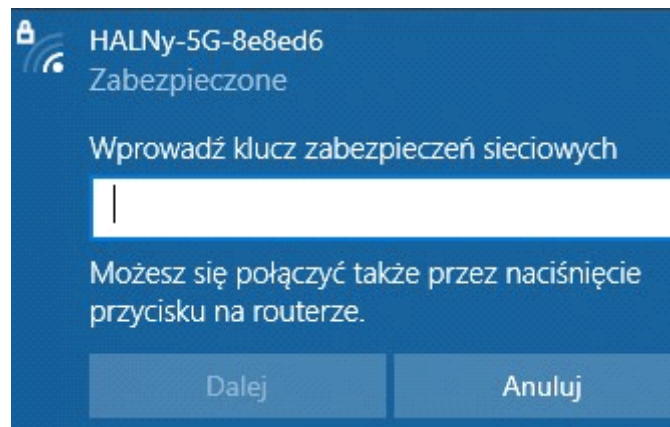 HALNy-5G-8e8ed6
Zabezpieczone
Wprowadź klucz zabezpieczeń sieciowych
Możesz się połączyć także przez naciśnięcie
przycisku na routerze.
Dalej
Anuluj